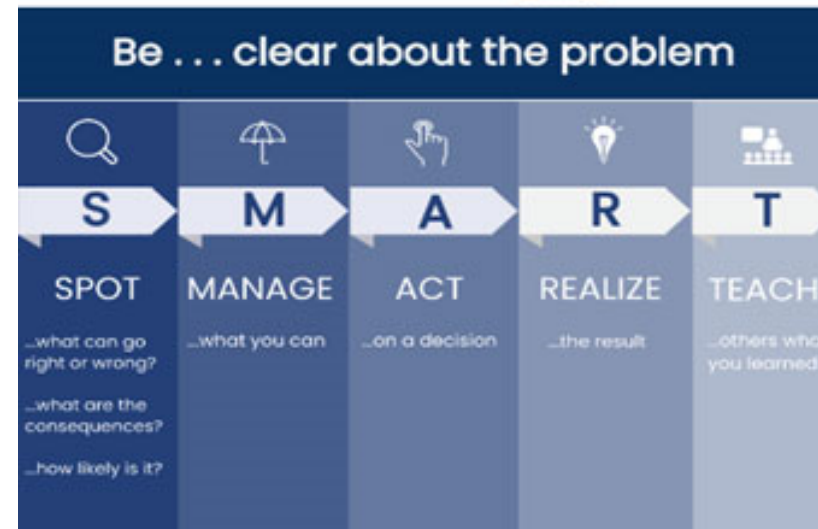 Be . . . clear about the problem
S
M
A
R
T
SPOT
MANAGE
ACT
REALIZE
TEACH
...what can go
right or wrong?
...what are the
consequences?
...how likely is it?
...what you can
...on a decision
...the result
...others
you learned